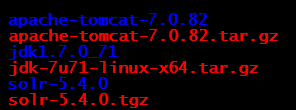 apache-tomcat-7.0.82
apache-tomcat-7.0.82.tar.gz
jdk1.7.0_71
jdk-7u71-linux-x64.tar.gz
solr-5.4.0
solr-5.4.0.tgz